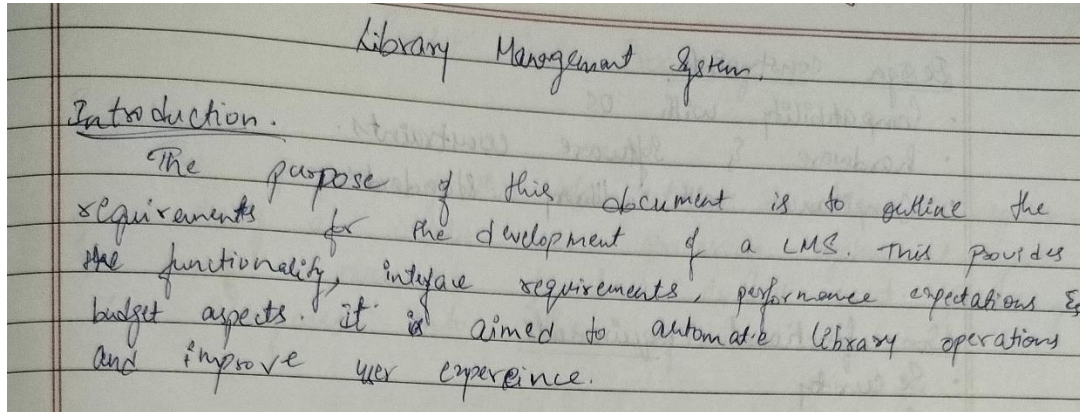 Library Management System.
Introduction.
The purpose of this document is to outline the
requirements for the development of a LMS. This provides
the functionality, interface requirements, performance expectations &
budget aspects. it is aimed to automate library operations
and improve user expereince.